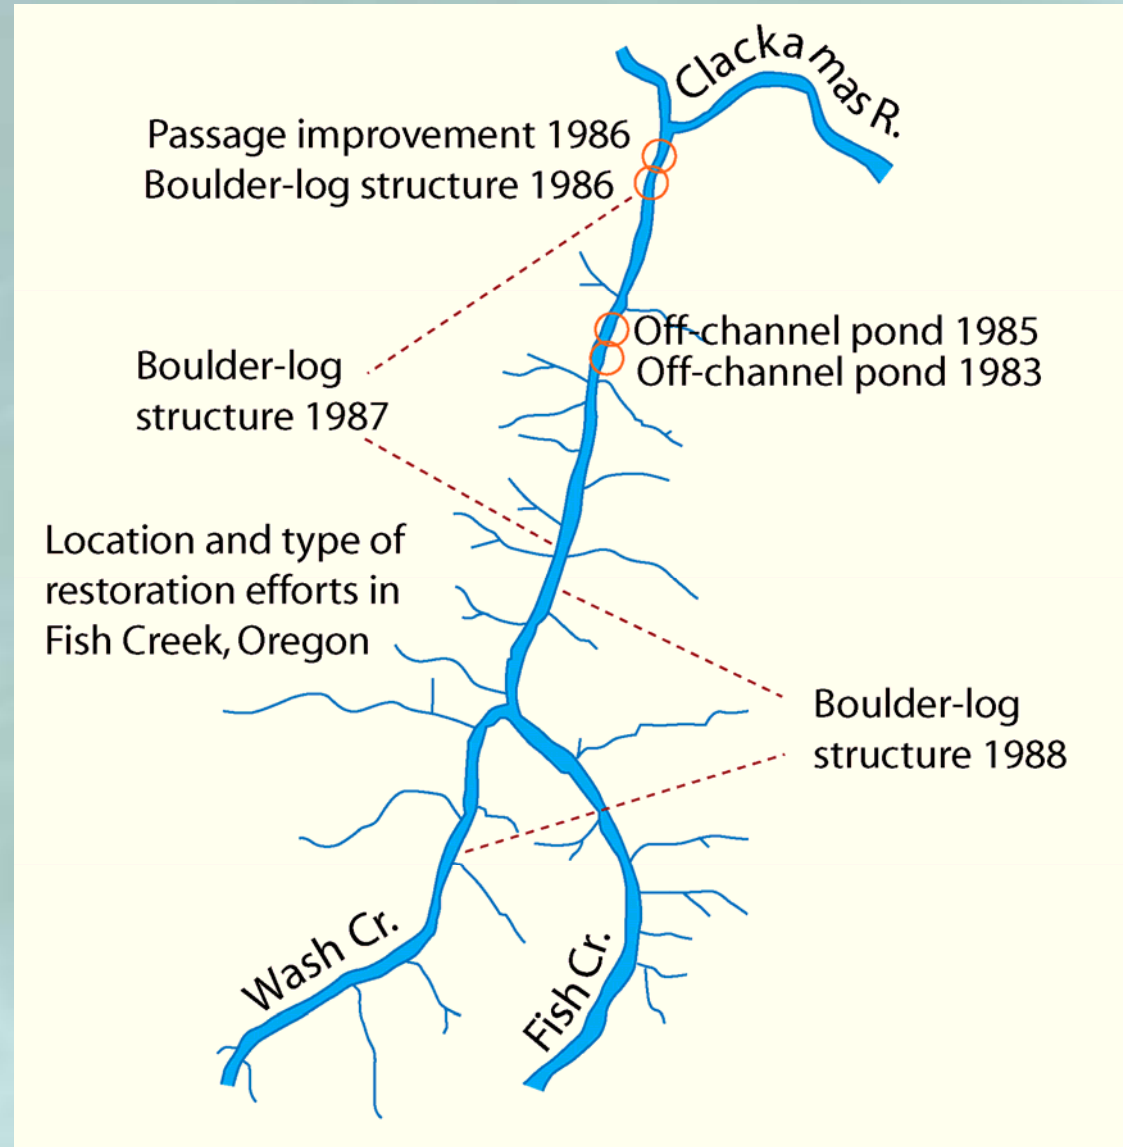 Clackamas R.
Passage improvement 1986
Boulder-log structure 1986
Off-channel pond 1985
Off-channel pond 1983
Boulder-log
structure 1987
Location and type of
restoration efforts in
Fish Creek, Oregon
Boulder-log
structure 1988
Wash Cr.
Fish Cr.